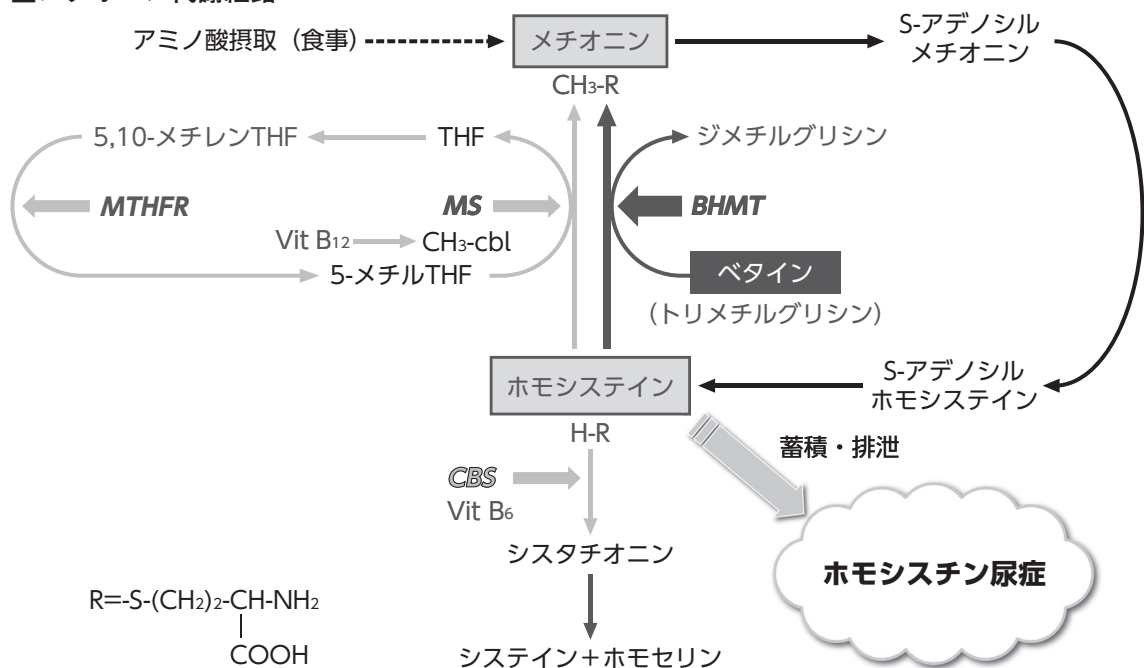 アミノ酸摂取（食事）
メチオニン
CH3-R
S-アデノシル
メチオニン
5,10-メチレンTHF
THF
ジメチルグリシン
MTHFR
MS
BHMT
Vit B12
CH3-cbl
5-メチルTHF
ベタイン
（トリメチルグリシン）
ホモシステイン
H-R
S-アデノシル
ホモシステイン
蓄積・排泄
CBS
Vit B6
シスタチオニン
ホモシスチン尿症
R=-S-(CH2)2-CH-NH2
COOH
システイン＋ホモセリン